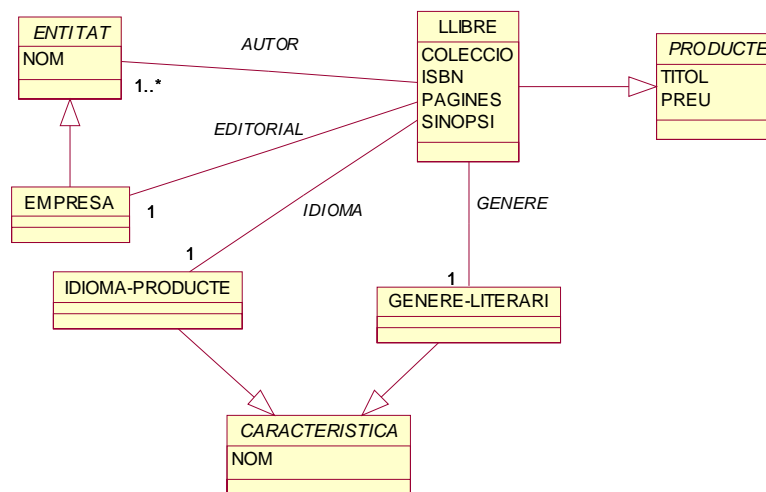 ENTITAT
NOM
AUTOR
1..*
LLIBRE
COLECCIO
ISBN
PAGINES
SINOPSI
PRODUCTE
TITOL
PREU
EDITORIAL
EMPRESA
1
IDIOMA
1
GENERE
1
IDIOMA-PRODUCTE
GENERE-LITERARI
CARACTERISTICA
NOM